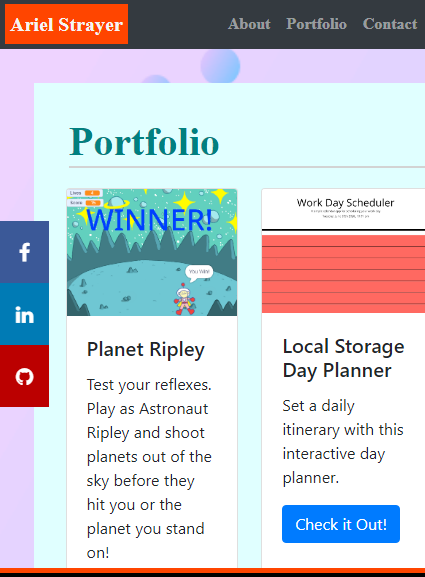 Ariel Strayer
About Portfolio Contact
Portfolio
Lives
Score
WINNER!
You Win!
Planet Ripley
Test your reflexes.
Play as Astronaut
Ripley and shoot
planets out of the
sky before they
hit you or the
planet you stand
on!
Work Day Scheduler
Local Storage
Day Planner
Set a daily
itinerary with this
interactive day
planner.
Check it Out!